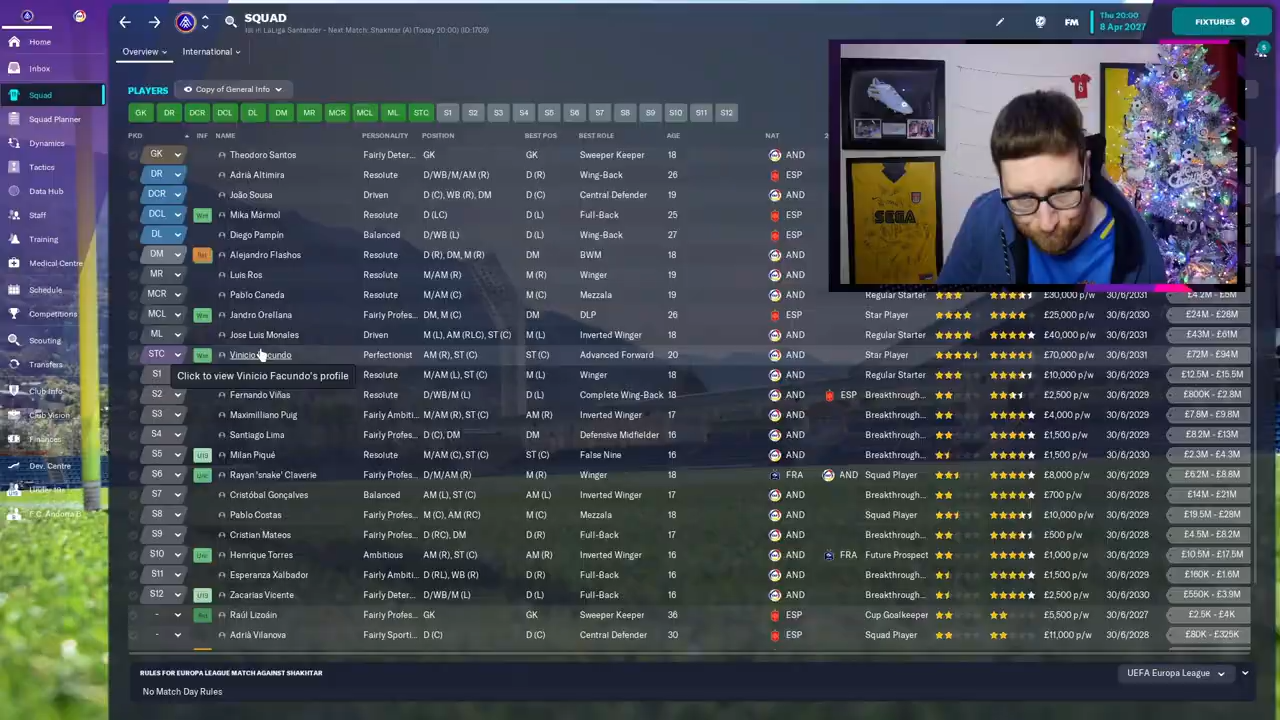 SQUAD
LaLiga Santander - Next Match: Shakhtar (A) (Today 20:00) (ID:1709)
FM
Thu 20:00
8 Apr 2027
FIXTURES
Home
Inbox
Squad
Squad Planner
Dynamics
Tactics
Data Hub
Staff
Training
Medical Centre
Schedule
Competitions
Scouting
Transfers
Club Info
Club Vision
Finances
Dev. Centre
F.C. Andorra B
Overview
International
PLAYERS
Copy of General Info
GK DR DCR DCL DL DM MR MCR MCL ML STC S1 S2 S3 S4 S5 S6 S7 S8 S9 S10 S11 S12
PKD INF NAME PERSONALITY POSITION BEST POS BEST ROLE AGE NAT
GK Theodoro Santos Fairly Deter... GK GK Sweeper Keeper 18 AND
DR Adrià Altimira Resolute D/WB/M/AM (R) D (R) Wing-Back 26 ESP
DCR João Sousa Driven D (C), WB (R), DM D (C) Central Defender 19 AND
DCL Wnt Mika Mármol Resolute D (LC) D (L) Full-Back 25 ESP
DL Diego Pampín Balanced D/WB (L) D (L) Wing-Back 27 ESP
DM Alejandro Flashos Resolute D (R), DM, M (R) DM BWM 18 AND
MR Luis Ros Resolute M/AM (R) M (R) Winger 19 AND
MCR Pablo Caneda Resolute M/AM (C) M (C) Mezzala 19 AND Regular Starter £30,000 p/w 30/6/2031 £4.2M - £5M
MCL Wnt Jandro Orellana Fairly Profes... DM, M (C) DM DLP 26 AND Star Player £25,000 p/w 30/6/2030 £24M - £28M
ML Jose Luis Monales Driven M (L), AM (RLC), ST (C) M (L) Inverted Winger 18 AND Regular Starter £40,000 p/w 30/6/2031 £43M - £61M
STC Wnt Vinicio Facundo Perfectionist AM (R), ST (C) ST (C) Advanced Forward 20 AND Star Player £70,000 p/w 30/6/2031 £72M - £94M
S1 Click to view Vinicio Facundo's profile Resolute M/AM (L), ST (C) M (L) Winger 18 AND Regular Starter £10,000 p/w 30/6/2029 £12.5M - £15.5M
S2 Fernando Viñas Resolute D/WB/M (L) D (L) Complete Wing-Back 18 AND ESP Breakthrough... £2,500 p/w 30/6/2029 £800K - £2.8M
S3 Maximilliano Puig Fairly Ambiti... M/AM (R), ST (C) AM (R) Inverted Winger 17 AND Breakthrough... £4,000 p/w 30/6/2029 £7.8M - £9.8M
S4 Santiago Lima Fairly Profes... D (C), DM DM Defensive Midfielder 16 AND Breakthrough... £1,500 p/w 30/6/2029 £8.2M - £13M
S5 U19 Milan Piqué Fairly Profes... M/AM (C), ST (C) ST (C) False Nine 16 AND Breakthrough... £1,500 p/w 30/6/2030 £2.3M - £4.3M
S6 Rayan 'snake' Claverie Fairly Profes... D/M/AM (R) M (R) Winger 18 FRA AND Squad Player £8,000 p/w 30/6/2029 £6.2M - £8.8M
S7 Cristóbal Gonçalves Balanced AM (L), ST (C) AM (L) Inverted Winger 17 AND Breakthrough... £700 p/w 30/6/2028 £14M - £21M
S8 Pablo Costas Fairly Profes... M (C), AM (RC) M (C) Mezzala 18 AND Squad Player £10,000 p/w 30/6/2029 £19.5M - £28M
S9 Cristian Mateos Fairly Profes... D (RC), DM D (R) Full-Back 17 AND Breakthrough... £500 p/w 30/6/2028 £4.5M - £8.2M
S10 Henrique Torres Ambitious AM (R), ST (C) AM (R) Inverted Winger 16 AND FRA Future Prospect £1,000 p/w 30/6/2029 £10.5M - £17.5M
S11 Esperanza Xalbador Fairly Ambiti... D (RL), WB (R) D (R) Full-Back 16 AND Breakthrough... £1,500 p/w 30/6/2029 £160K - £1.6M
S12 U19 Zacarias Vicente Fairly Deter... D/WB/M (L) D (L) Full-Back 16 AND Breakthrough... £2,500 p/w 30/6/2029 £550K - £3.9M
- Raúl Lizoáin Fairly Profes... GK GK Sweeper Keeper 36 ESP Cup Goalkeeper £5,500 p/w 30/6/2027 £2.5K - £4K
- Adrià Vilanova Fairly Sporti... D (C) D (C) Central Defender 30 ESP Squad Player £11,000 p/w 30/6/2028 £80K - £325K
RULES FOR EUROPA LEAGUE MATCH AGAINST SHAKHTAR
UEFA Europa League
No Match Day Rules
SEGA